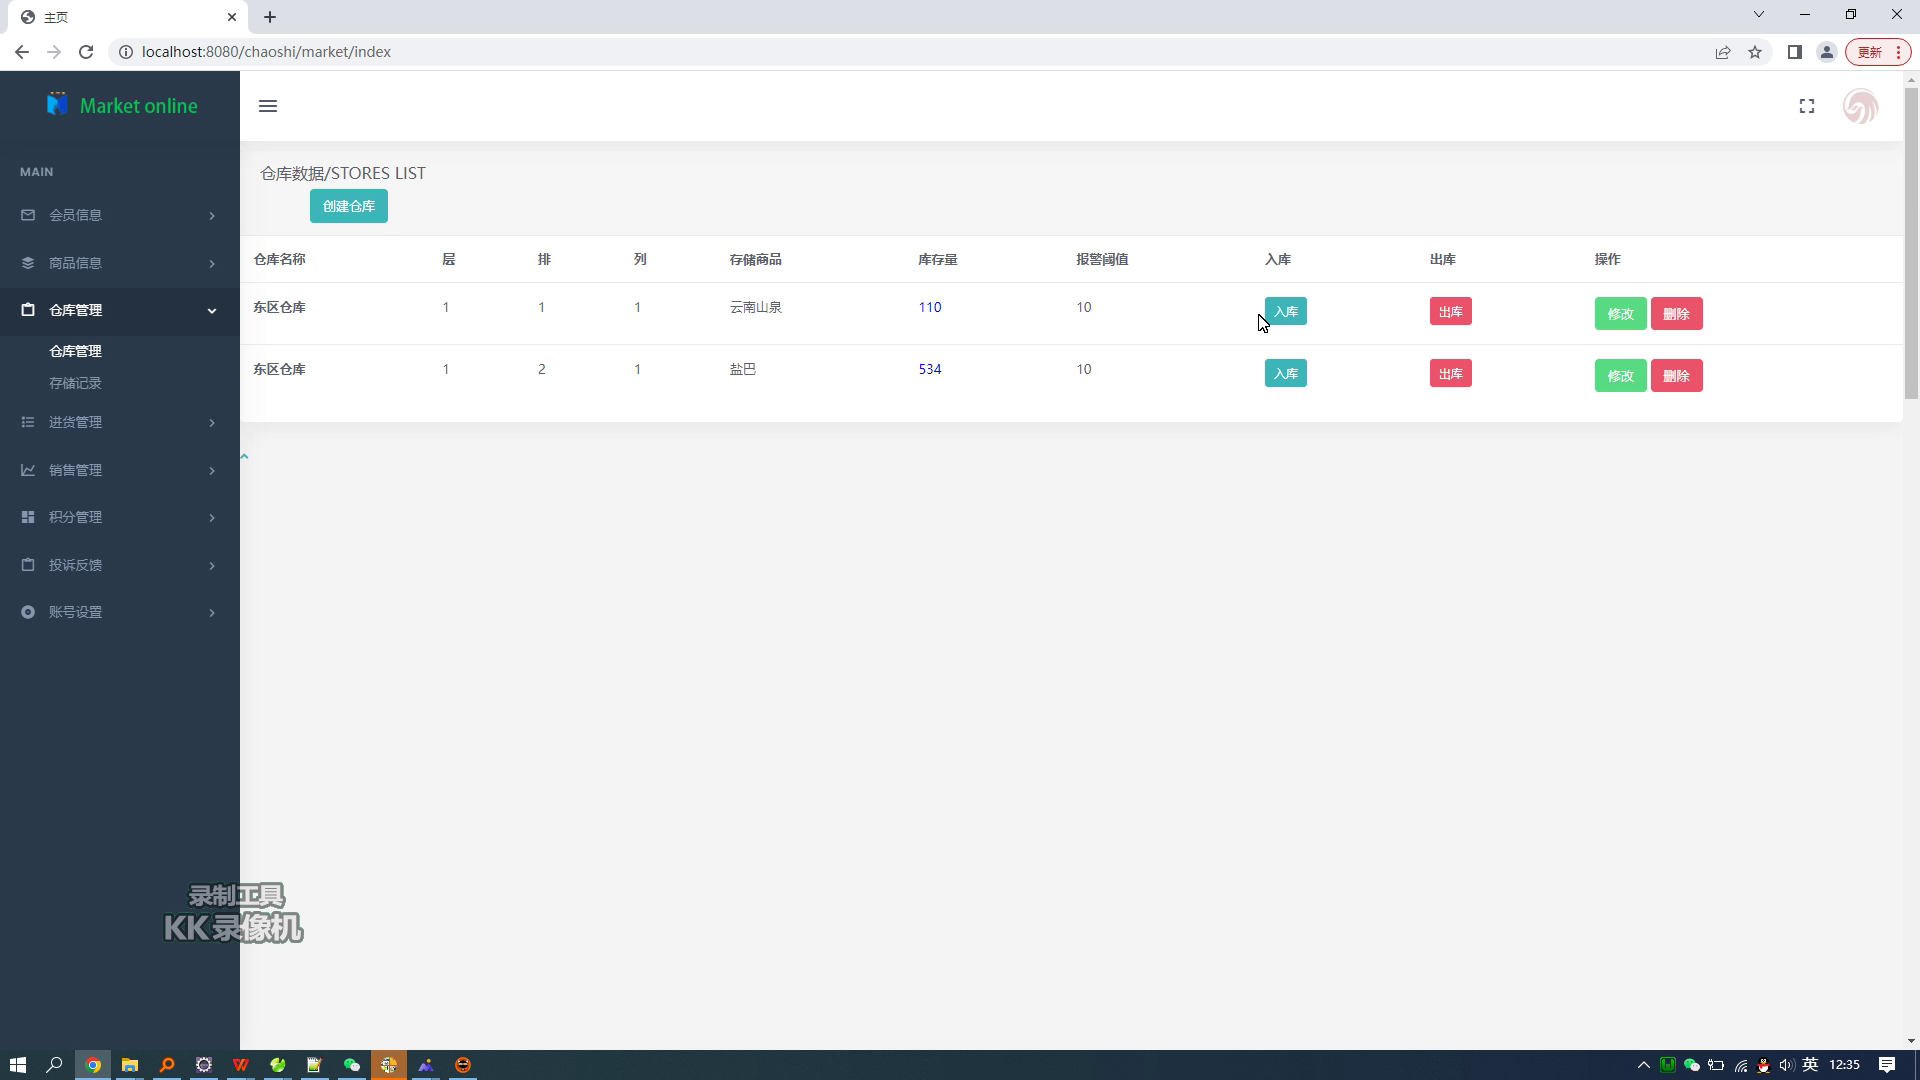 主页
localhost:8080/chaoshi/market/index
更新
Market online
MAIN
会员信息
商品信息
仓库管理
仓库管理
存储记录
进货管理
销售管理
积分管理
投诉反馈
账号设置
仓库数据/STORES LIST
创建仓库
仓库名称 层 排 列 存储商品 库存量 报警阈值 入库 出库 操作
东区仓库 1 1 1 云南山泉 110 10 入库 出库 修改 删除
东区仓库 1 2 1 盐巴 534 10 入库 出库 修改 删除
录制工具
KK录像机
英 12:35